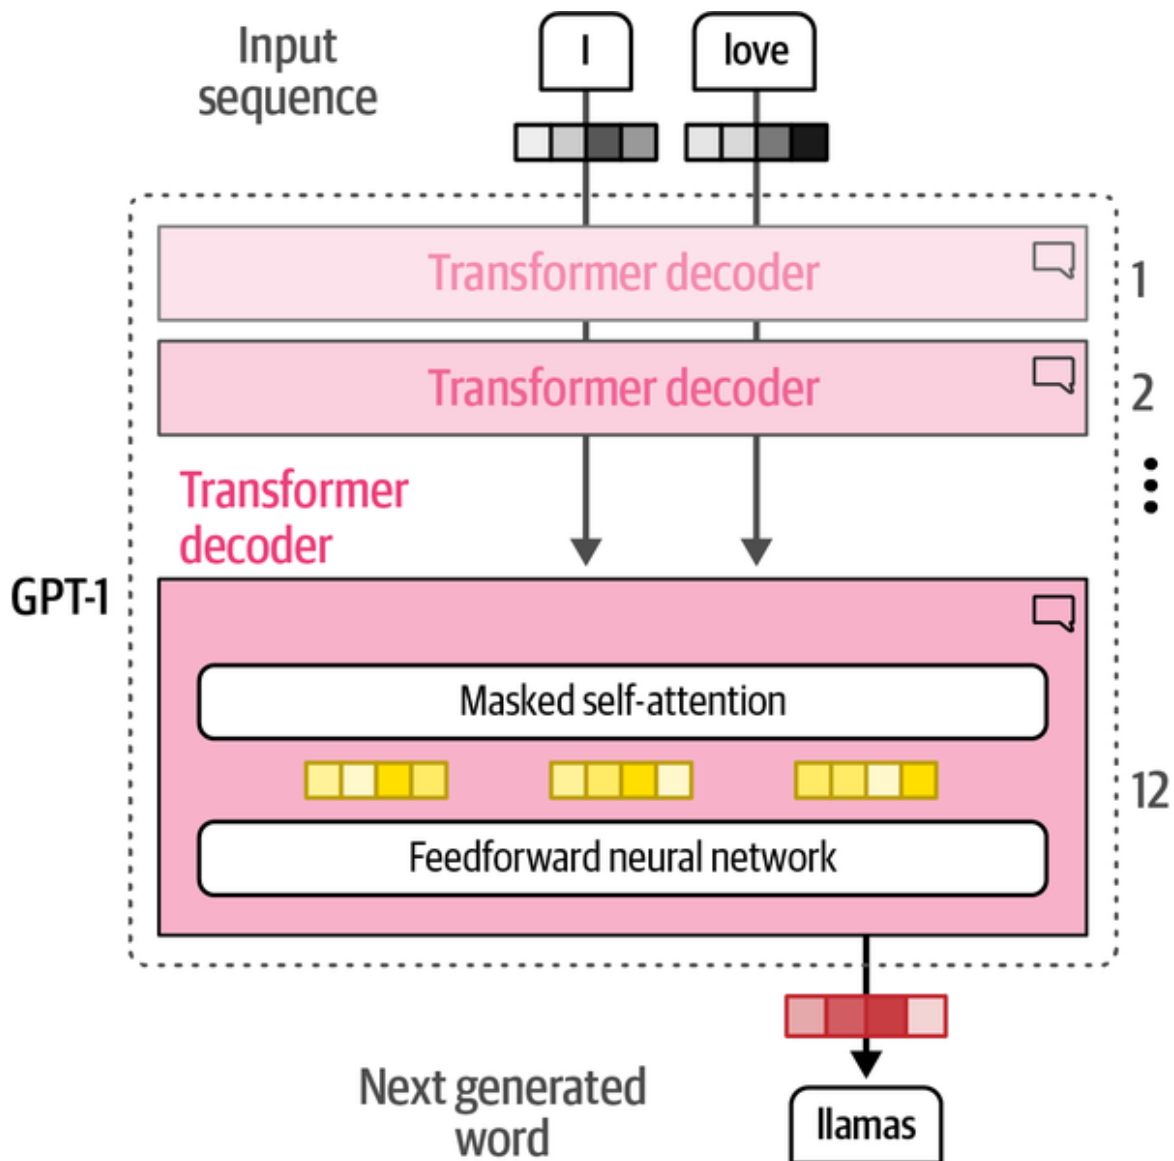 Input
sequence
I
love
Transformer decoder
1
Transformer decoder
2
Transformer
decoder
GPT-1
Masked self-attention
12
Feedforward neural network
Next generated
word
llamas